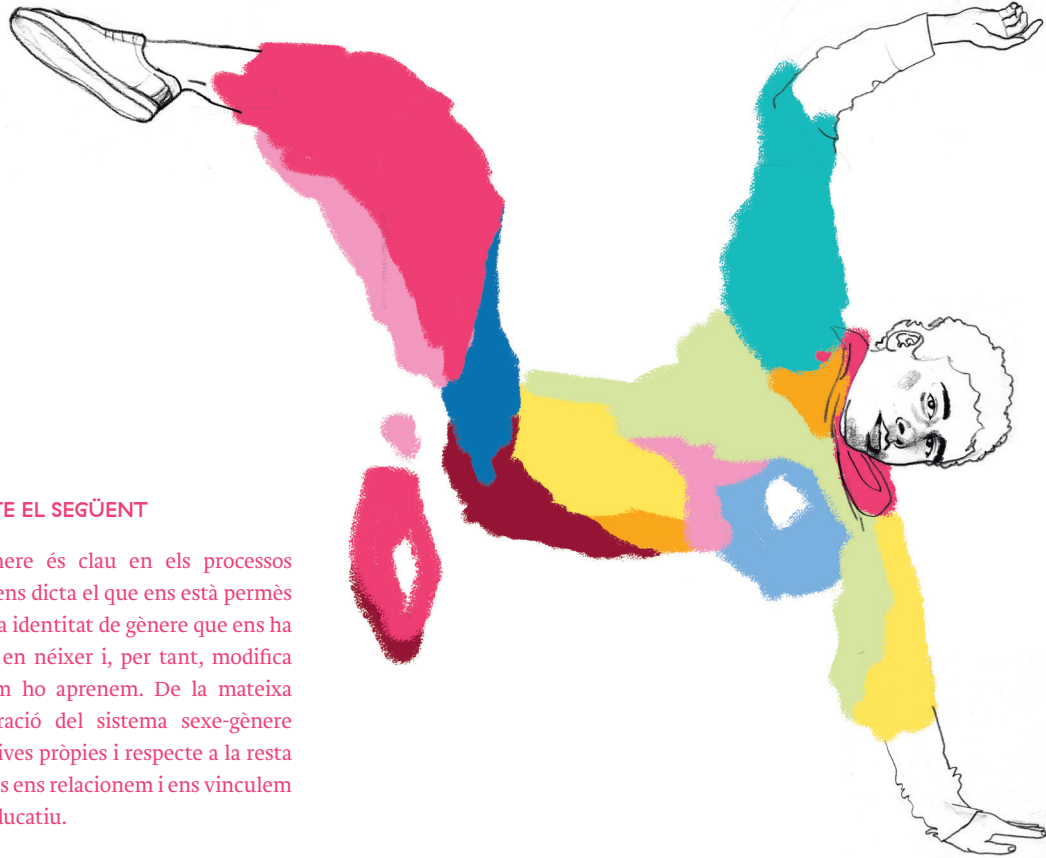 TE EL SEGÜENT
nere és clau en els processos
ens dicta el que ens està permès
a identitat de gènere que ens ha
en néixer i, per tant, modifica
m ho aprenem. De la mateixa
ració del sistema sexe-gènere
ives pròpies i respecte a la resta
s ens relacionem i ens vinculem
ducatiu.